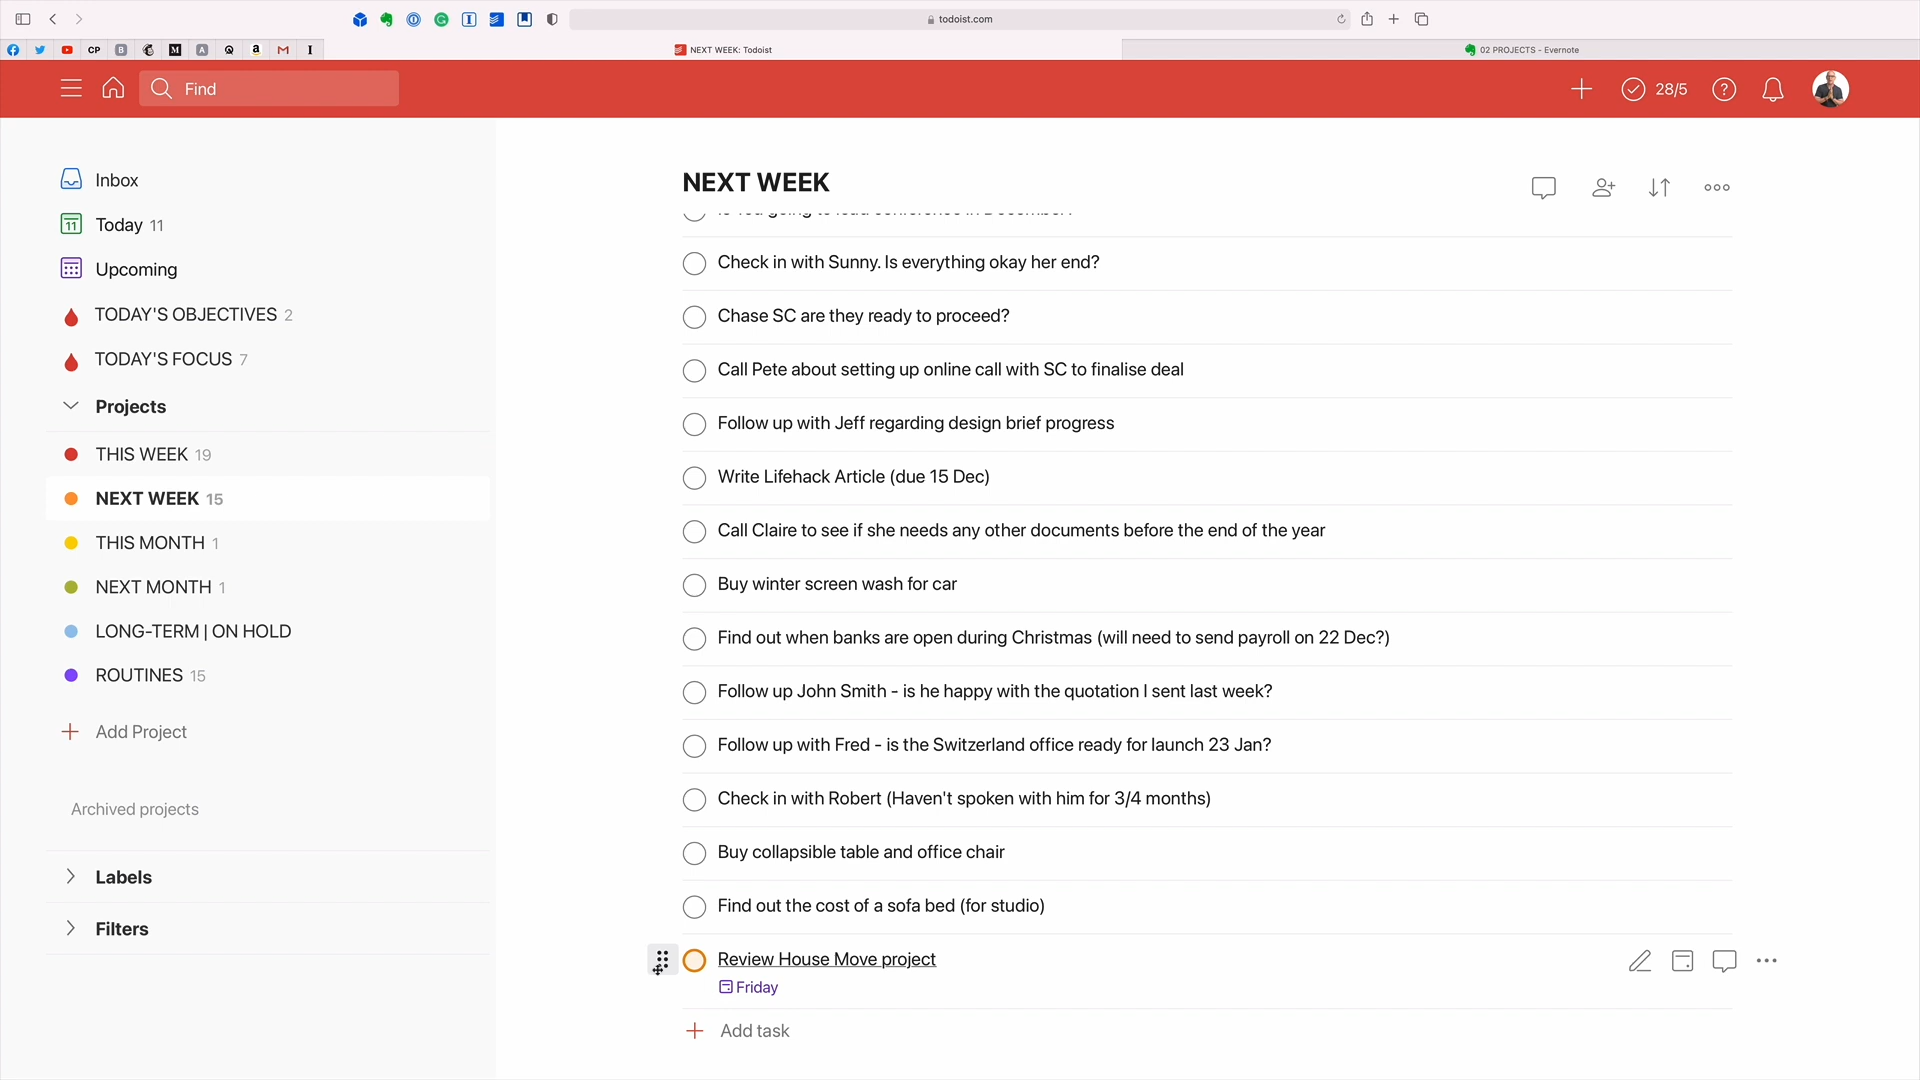 todoist.com
CP
B
M
A
a
I
NEXT WEEK: Todoist
02 PROJECTS - Evernote
Find
28/5
Inbox
11
Today 11
Upcoming
TODAY'S OBJECTIVES 2
TODAY'S FOCUS 7
Projects
THIS WEEK 19
NEXT WEEK 15
THIS MONTH 1
NEXT MONTH 1
LONG-TERM | ON HOLD
ROUTINES 15
Add Project
Archived projects
Labels
Filters
NEXT WEEK
going to
conference in December?
Check in with Sunny. Is everything okay her end?
Chase SC are they ready to proceed?
Call Pete about setting up online call with SC to finalise deal
Follow up with Jeff regarding design brief progress
Write Lifehack Article (due 15 Dec)
Call Claire to see if she needs any other documents before the end of the year
Buy winter screen wash for car
Find out when banks are open during Christmas (will need to send payroll on 22 Dec?)
Follow up John Smith - is he happy with the quotation I sent last week?
Follow up with Fred - is the Switzerland office ready for launch 23 Jan?
Check in with Robert (Haven't spoken with him for 3/4 months)
Buy collapsible table and office chair
Find out the cost of a sofa bed (for studio)
Review House Move project
Friday
Add task